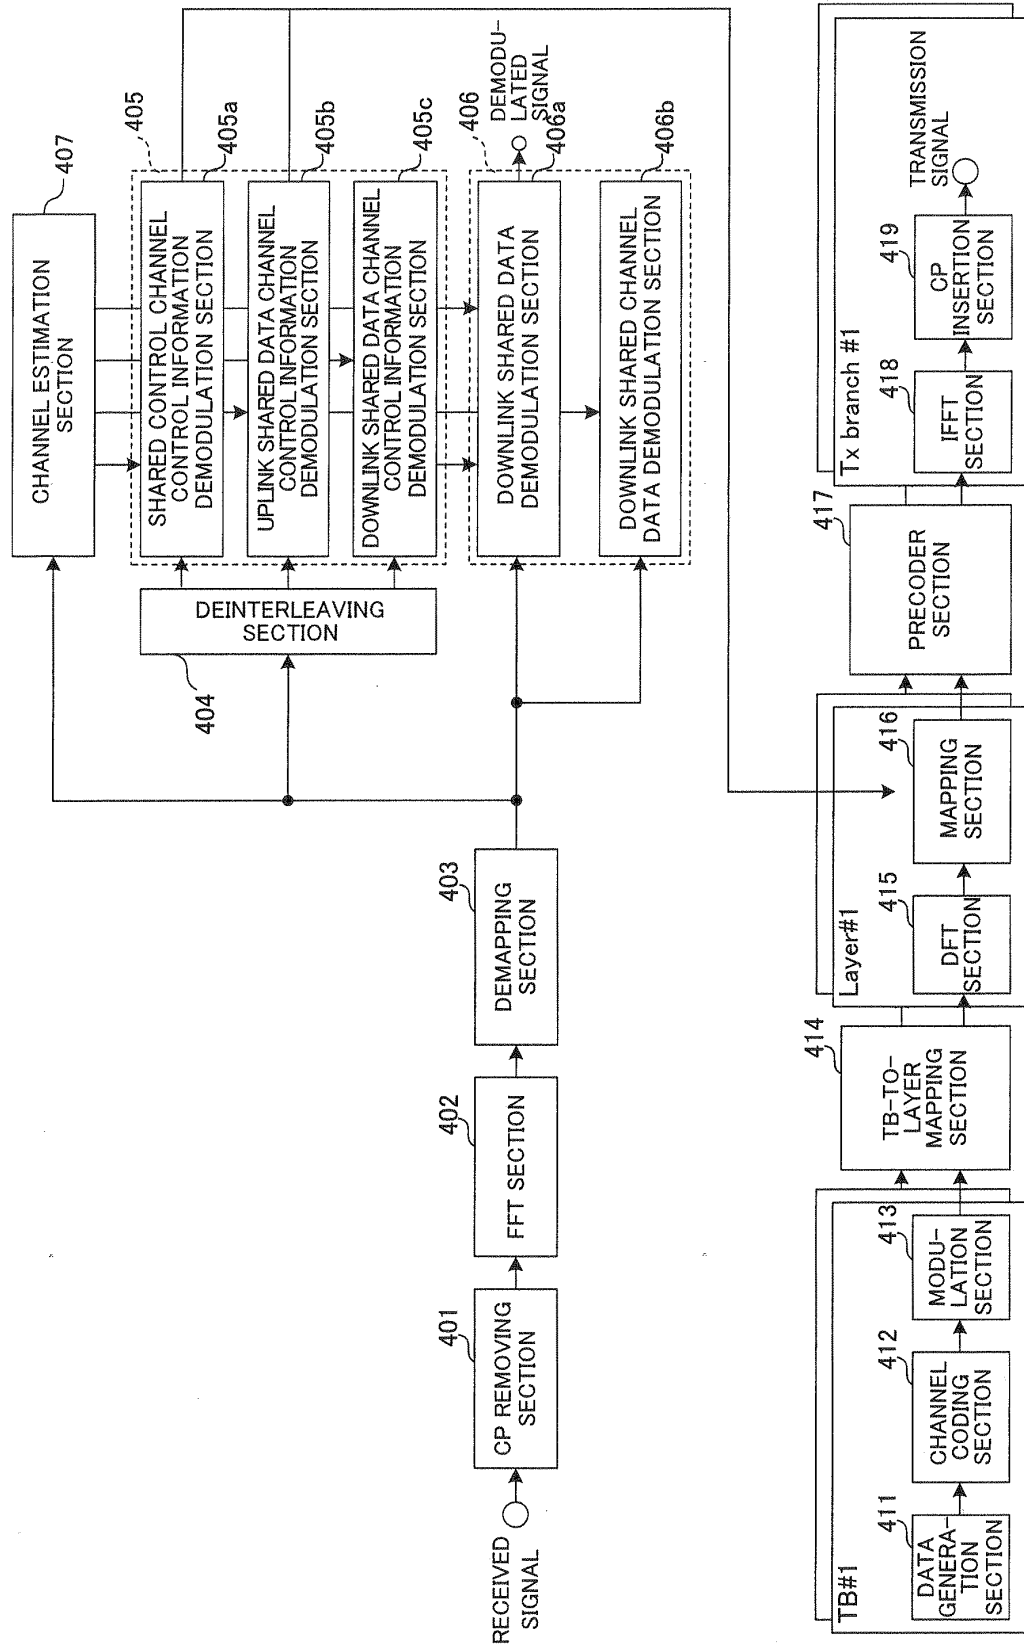 RECEIVED
SIGNAL
401
CP REMOVING
SECTION
402
FFT SECTION
403
DEMAPPING
SECTION
404
DEINTERLEAVING
SECTION
407
CHANNEL ESTIMATION
SECTION
405
405a
SHARED CONTROL CHANNEL
CONTROL INFORMATION
DEMODULATION SECTION
405b
UPLINK SHARED DATA CHANNEL
CONTROL INFORMATION
DEMODULATION SECTION
405c
DOWNLINK SHARED DATA CHANNEL
CONTROL INFORMATION
DEMODULATION SECTION
406
DEMODU-
LATED
SIGNAL
406a
DOWNLINK SHARED DATA
DEMODULATION SECTION
406b
DOWNLINK SHARED CHANNEL
DATA DEMODULATION SECTION
TB#1
411
DATA
GENERA-
TION
SECTION
412
CHANNEL
CODING
SECTION
413
MODU-
LATION
SECTION
414
TB-TO-
LAYER
MAPPING
SECTION
Layer#1
415
DFT
SECTION
416
MAPPING
SECTION
417
PRECODER
SECTION
Tx branch #1
418
IFFT
SECTION
419
CP
INSERTION
SECTION
TRANSMISSION
SIGNAL